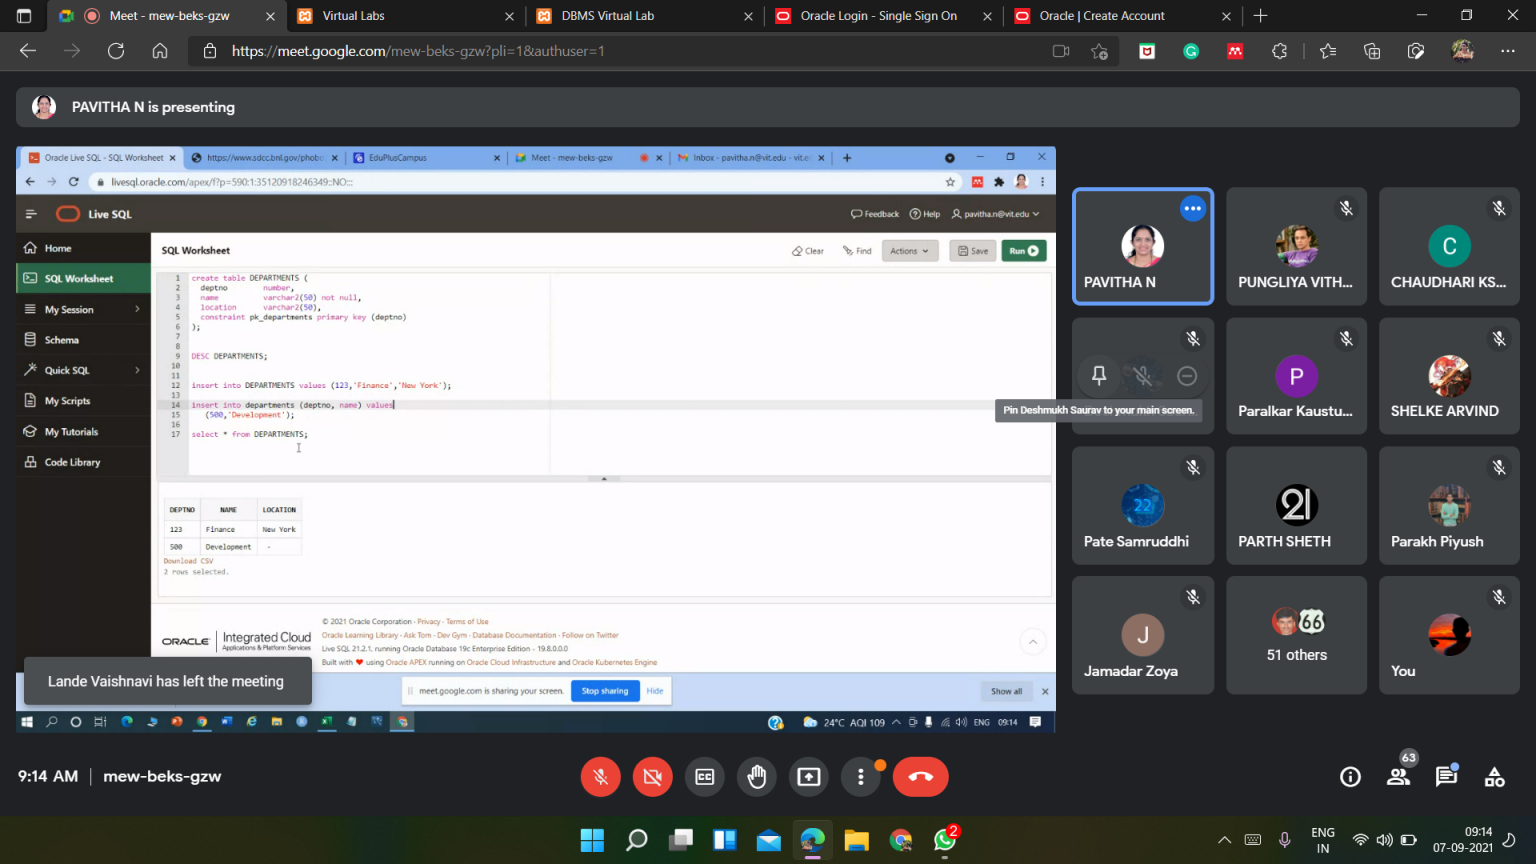 Meet - mew-beks-gzw
Virtual Labs
DBMS Virtual Lab
Oracle Login - Single Sign On
Oracle | Create Account
https://meet.google.com/mew-beks-gzw?pli=1&authuser=1
PAVITHA N is presenting
Oracle Live SQL - SQL Worksheet
https://www.sdcc.bnl.gov/phob
EduPlusCampus
Meet - mew-beks-gzw
Inbox - pavitha.n@vit.edu - vit.e
livesql.oracle.com/apex/f?p=590:1:35120918246349::NO:::
Live SQL
Feedback
Help
pavitha.n@vit.edu
Home
SQL Worksheet
My Session
Schema
Quick SQL
My Scripts
My Tutorials
Code Library
SQL Worksheet
Clear
Find
Actions
Save
Run
1 create table DEPARTMENTS (
2 deptno number,
3 name varchar2(50) not null,
4 location varchar2(50),
5 constraint pk_departments primary key (deptno)
6 );
7
8
9 DESC DEPARTMENTS;
10
11
12 insert into DEPARTMENTS values (123,'Finance','New York');
13
14 insert into departments (deptno, name) values
15 (500,'Development');
16
17 select * from DEPARTMENTS;
DEPTNO NAME LOCATION
123 Finance New York
500 Development -
Download CSV
2 rows selected.
ORACLE Integrated Cloud
Applications & Platform Services
© 2021 Oracle Corporation · Privacy · Terms of Use
Oracle Learning Library · Ask Tom · Dev Gym · Database Documentation · Follow on Twitter
Live SQL 21.2.1, running Oracle Database 19c Enterprise Edition - 19.8.0.0.0
Built with ❤ using Oracle APEX running on Oracle Cloud Infrastructure and Oracle Kubernetes Engine
Lande Vaishnavi has left the meeting
meet.google.com is sharing your screen.
Stop sharing
Hide
Show all
24°C AQI 109
ENG
09:14
PAVITHA N
PUNGLIYA VITH...
C
CHAUDHARI KS...
Pin Deshmukh Saurav to your main screen.
P
Paralkar Kaustu...
SHELKE ARVIND
22
Pate Samruddhi
21
PARTH SHETH
Parakh Piyush
J
Jamadar Zoya
66
51 others
You
9:14 AM | mew-beks-gzw
CC
63
2
ENG
IN
09:14
07-09-2021